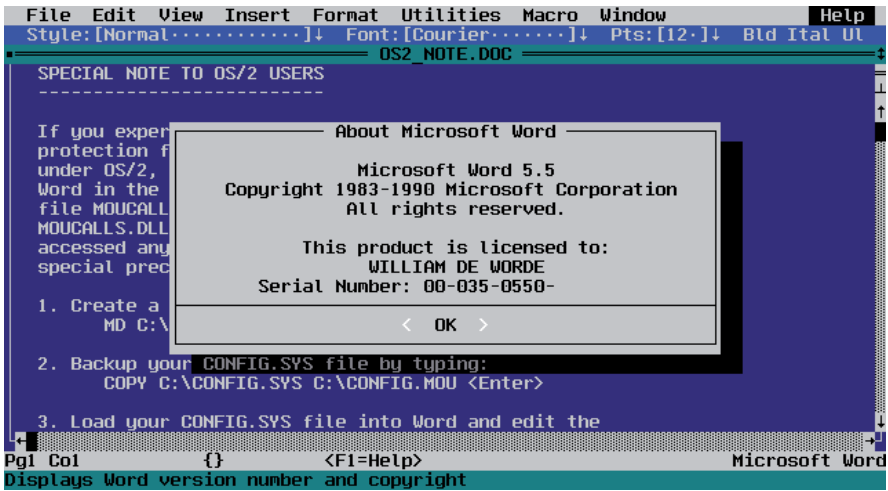 File Edit View Insert Format Utilities Macro Window Help
Style:[Normal············]↓ Font:[Courier·······]↓ Pts:[12·]↓ Bld Ital Ul
OS2_NOTE.DOC
SPECIAL NOTE TO OS/2 USERS
--------------------------
If you exper
protection f
under OS/2,
Word in the
file MOUCALL
MOUCALLS.DLL
accessed any
special prec
1. Create a
MD C:\
About Microsoft Word
Microsoft Word 5.5
Copyright 1983-1990 Microsoft Corporation
All rights reserved.
This product is licensed to:
WILLIAM DE WORDE
Serial Number: 00-035-0550-
< OK >
2. Backup your CONFIG.SYS file by typing:
COPY C:\CONFIG.SYS C:\CONFIG.MOU <Enter>
3. Load your CONFIG.SYS file into Word and edit the
Pg1 Co1 {} <F1=Help> Microsoft Word
Displays Word version number and copyright